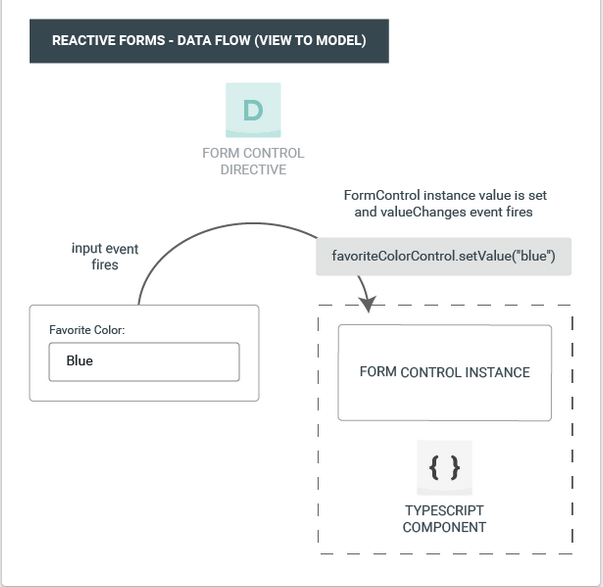 REACTIVE FORMS - DATA FLOW (VIEW TO MODEL)
D
FORM CONTROL
DIRECTIVE
FormControl instance value is set
and valueChanges event fires
input event
fires
favoriteColorControl.setValue("blue")
Favorite Color:
Blue
FORM CONTROL INSTANCE
{ }
TYPESCRIPT
COMPONENT